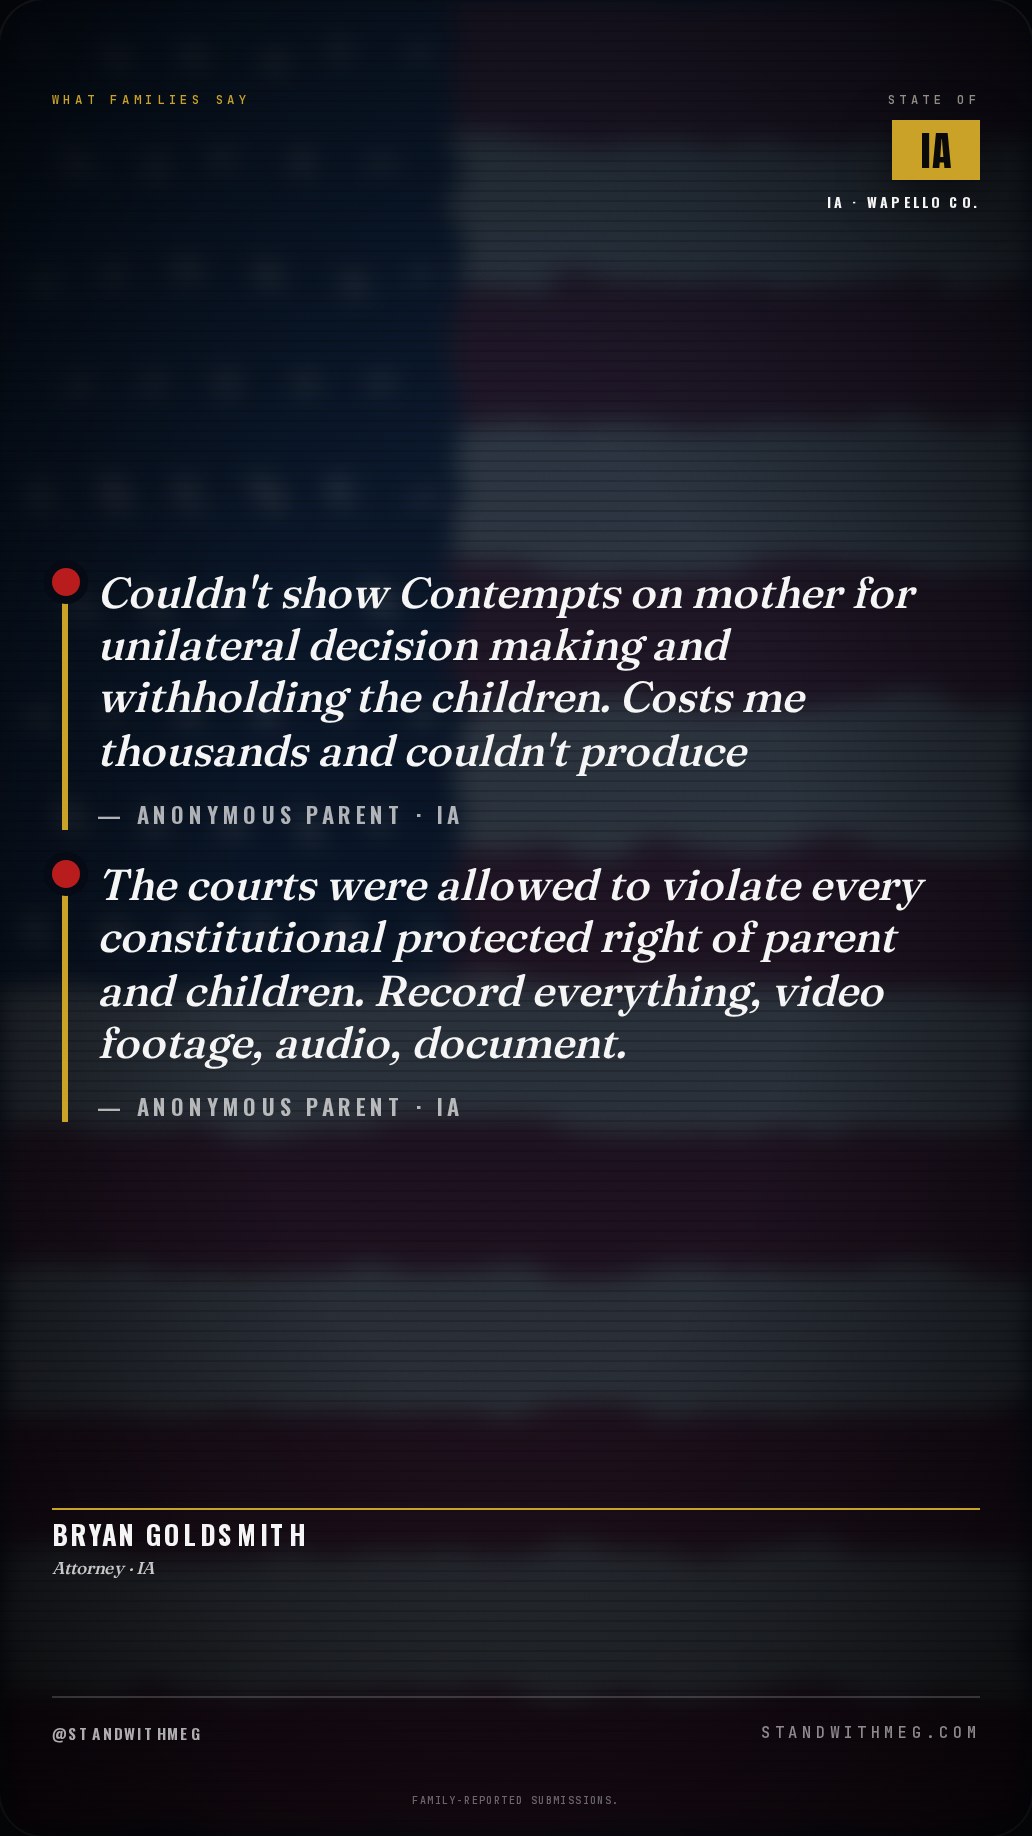 WHAT FAMILIES SAY
STATE OF
IA
IA · WAPELLO CO.
Couldn't show Contempts on mother for
unilateral decision making and
withholding the children. Costs me
thousands and couldn't produce
— ANONYMOUS PARENT · IA
The courts were allowed to violate every
constitutional protected right of parent
and children. Record everything, video
footage, audio, document.
— ANONYMOUS PARENT · IA
BRYAN GOLDSMITH
Attorney · IA
@STANDWITHMEG
STANDWITHMEG.COM
FAMILY-REPORTED SUBMISSIONS.